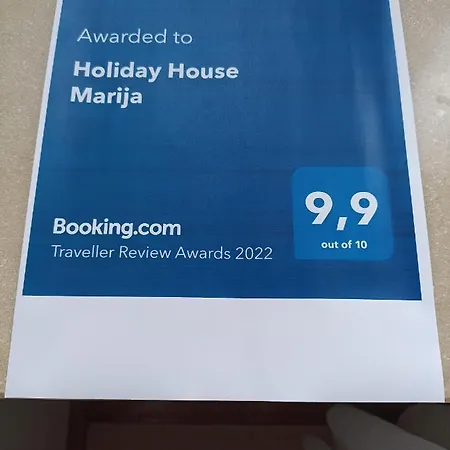 Awarded to
Holiday House
Marija
9,9
out of 10
Booking.com
Traveller Review Awards 2022